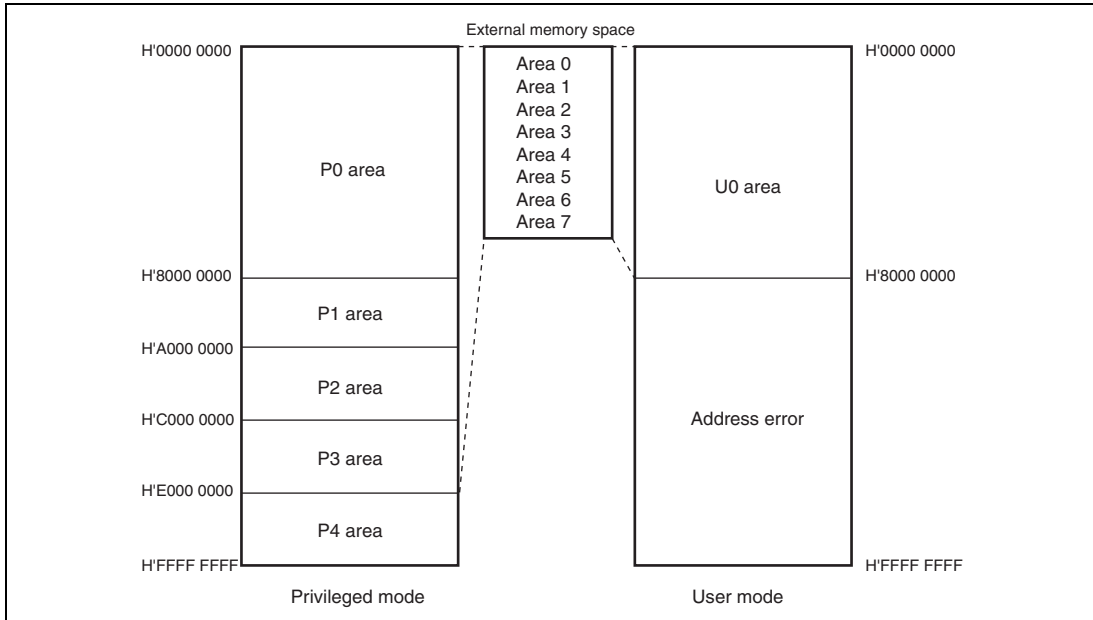 External memory space
H'0000 0000
P0 area
H'8000 0000
P1 area
H'A000 0000
P2 area
H'C000 0000
P3 area
H'E000 0000
P4 area
H'FFFF FFFF
Privileged mode
Area 0
Area 1
Area 2
Area 3
Area 4
Area 5
Area 6
Area 7
H'0000 0000
U0 area
H'8000 0000
Address error
H'FFFF FFFF
User mode